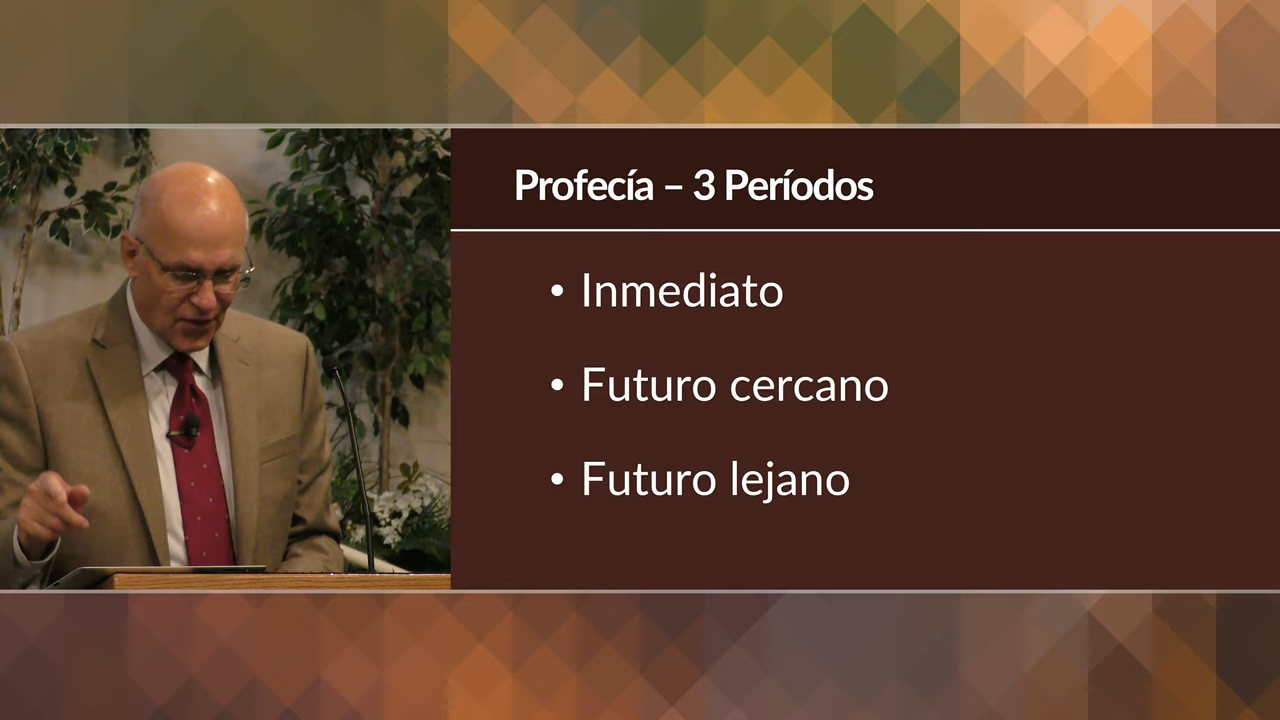 Profecía – 3 Períodos
• Inmediato
• Futuro cercano
• Futuro lejano